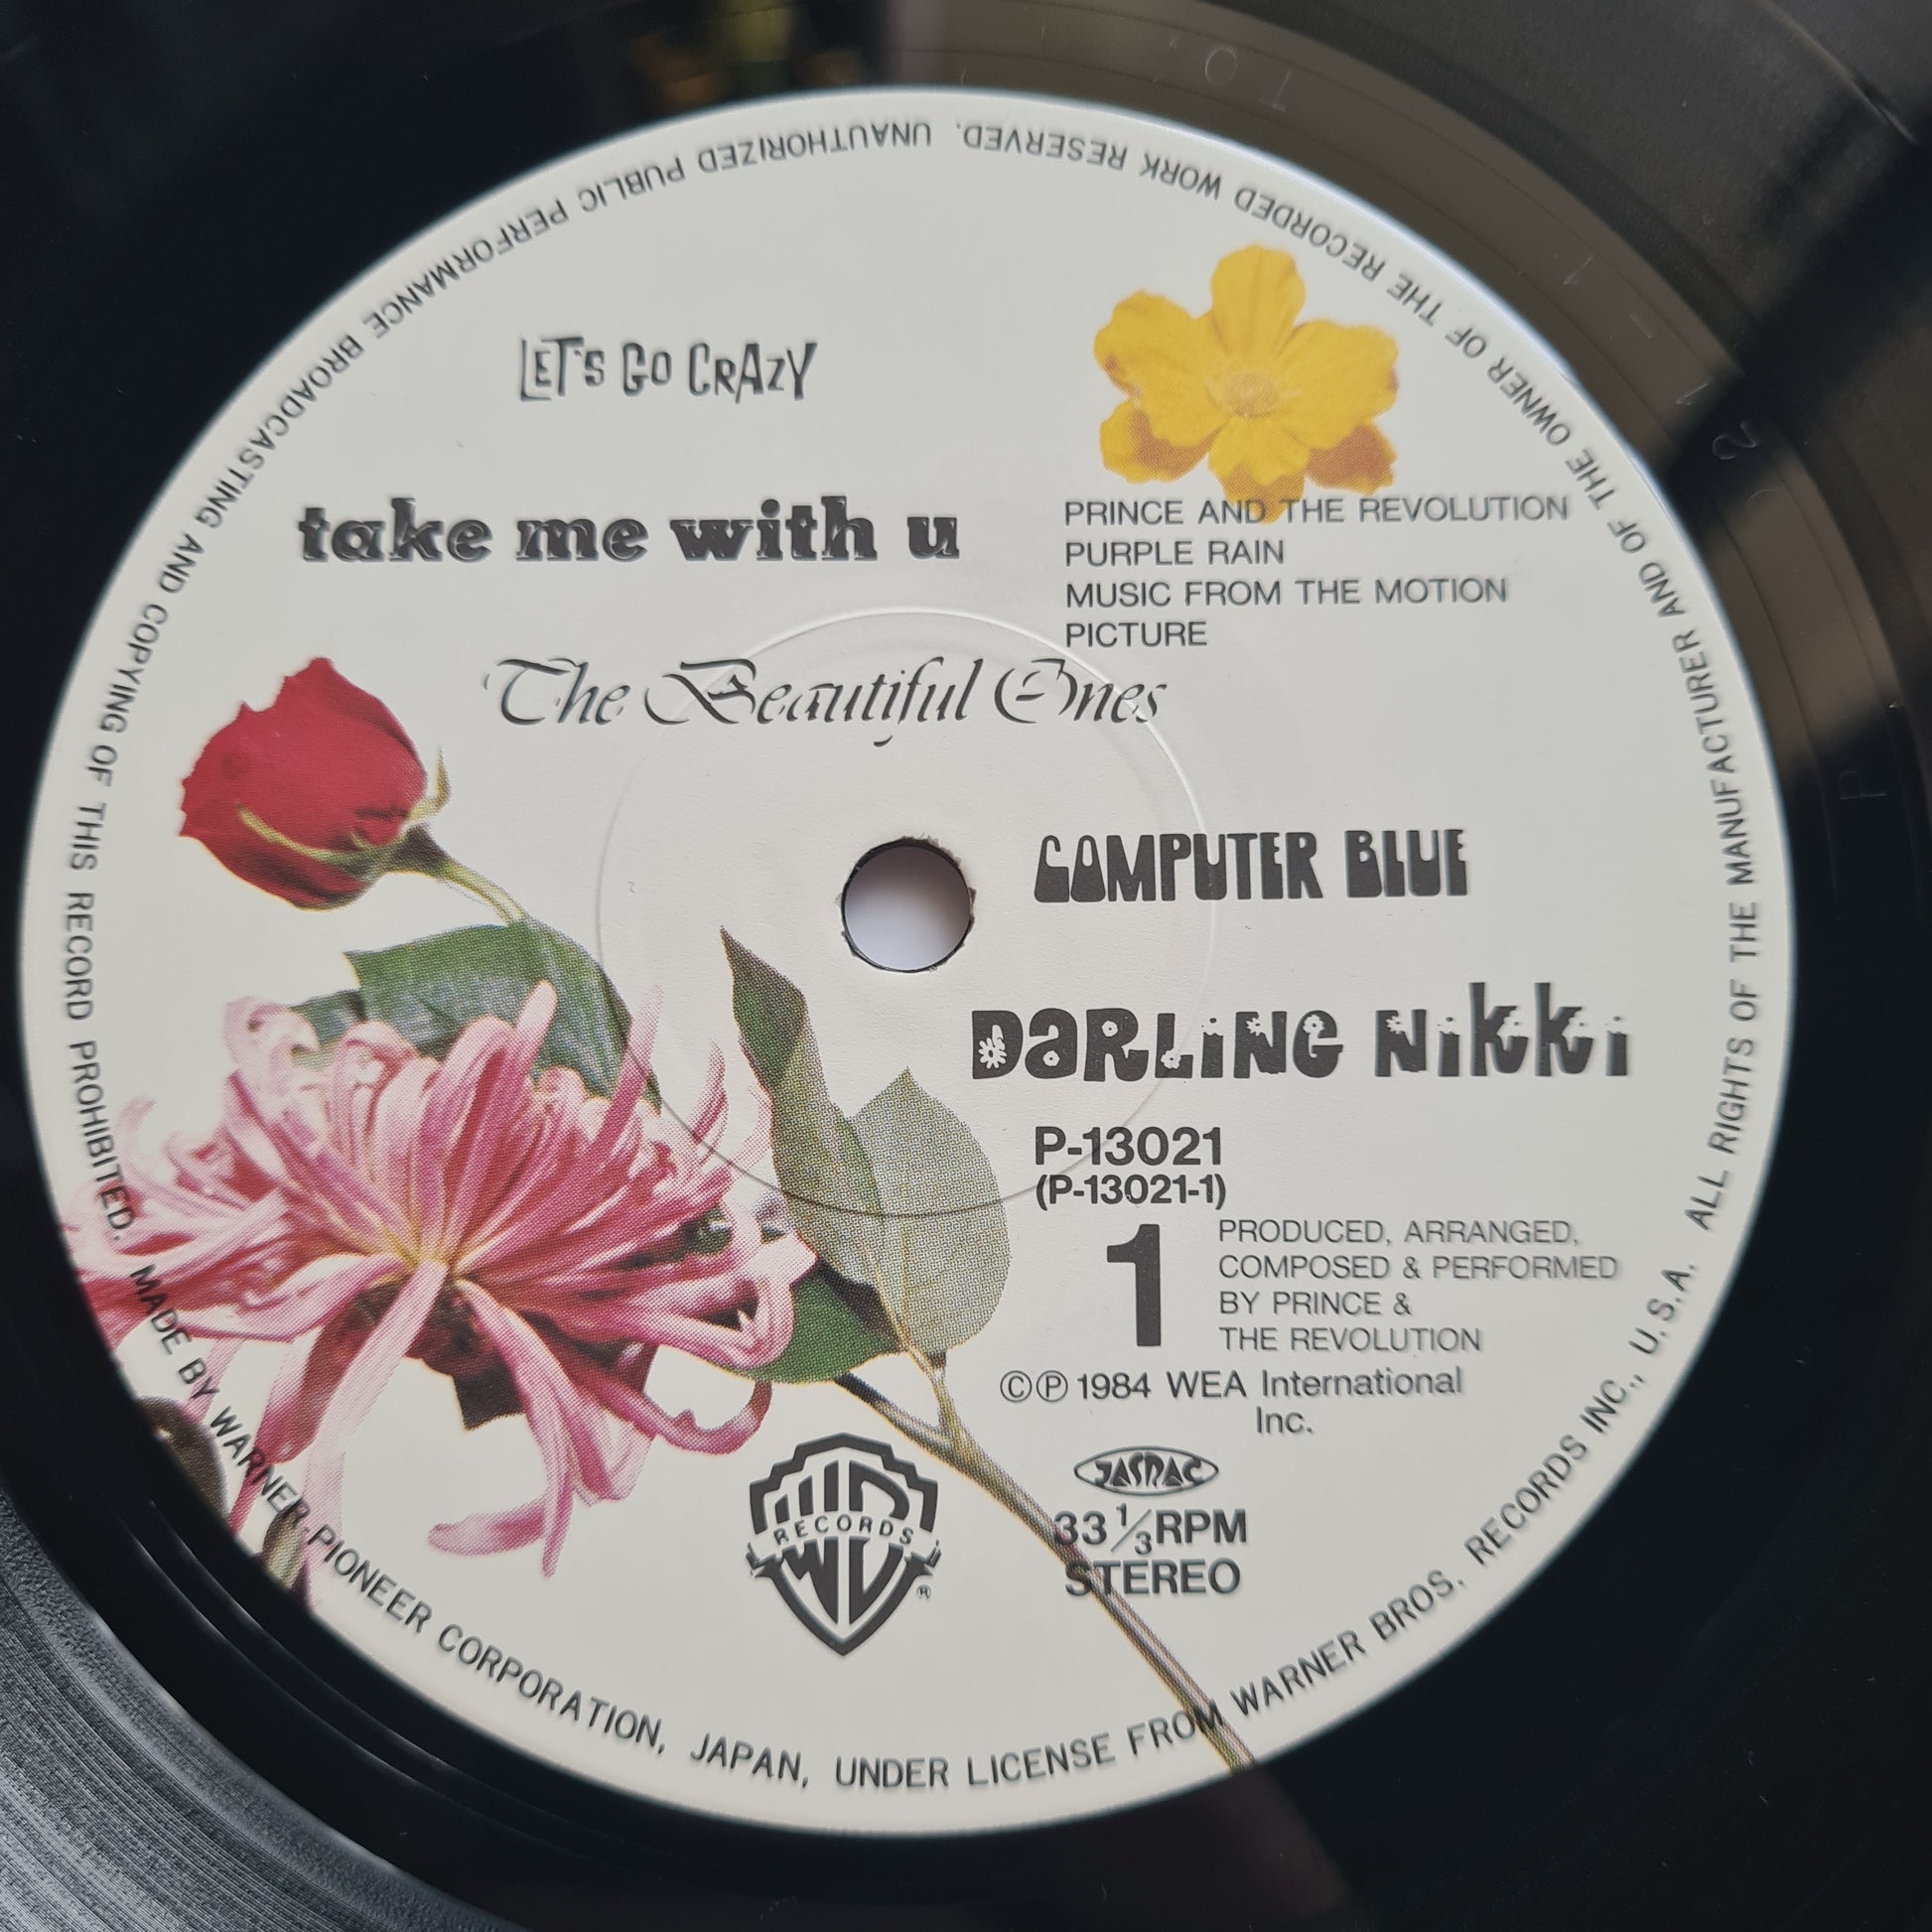 LET'S GO CRAZY
take me with u
PRINCE AND THE REVOLUTION
PURPLE RAIN
MUSIC FROM THE MOTION
PICTURE
The Beautiful Ones
COMPUTER BLUE
DARLING NIKKI
P-13021
(P-13021-1)
1
PRODUCED, ARRANGED,
COMPOSED & PERFORMED
BY PRINCE &
THE REVOLUTION
©℗1984 WEA International
Inc.
JASRAC
33 1/3 RPM
STEREO
WB
RECORDS
®
ALL RIGHTS OF THE MANUFACTURER AND OF THE OWNER OF THE RECORDED WORK RESERVED. UNAUTHORIZED PUBLIC PERFORMANCE BROADCASTING AND COPYING OF THIS RECORD PROHIBITED. MADE BY WARNER-PIONEER CORPORATION, JAPAN, UNDER LICENSE FROM WARNER BROS. RECORDS INC., U.S.A.